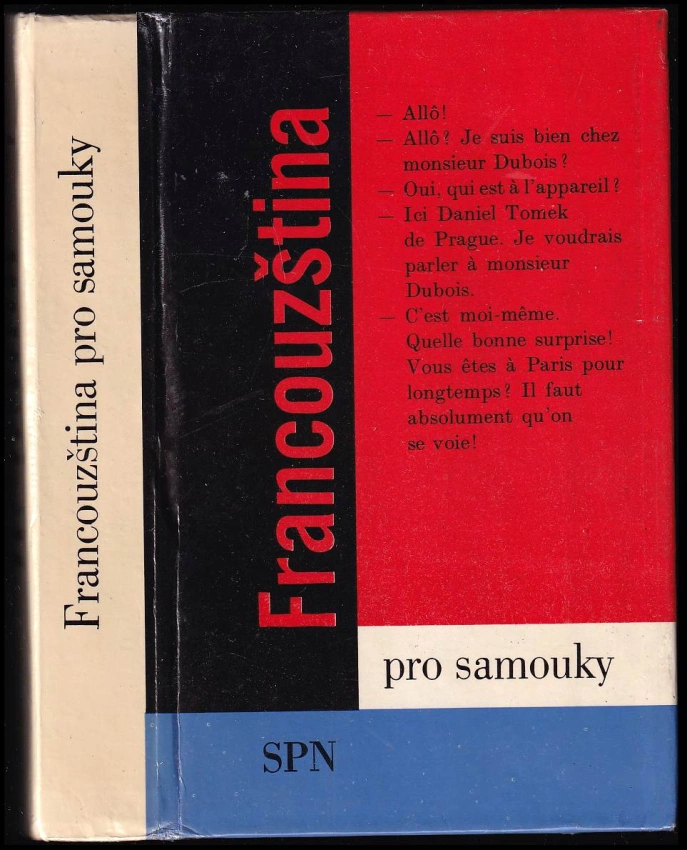 Francouzština pro samouky
Francouzština
— Allô!
— Allô? Je suis bien chez
monsieur Dubois?
— Oui, qui est à l'appareil?
— Ici Daniel Tomek
de Prague. Je voudrais
parler à monsieur
Dubois.
— C'est moi-même.
Quelle bonne surprise!
Vous êtes à Paris pour
longtemps? Il faut
absolument qu'on
se voie!
pro samouky
SPN